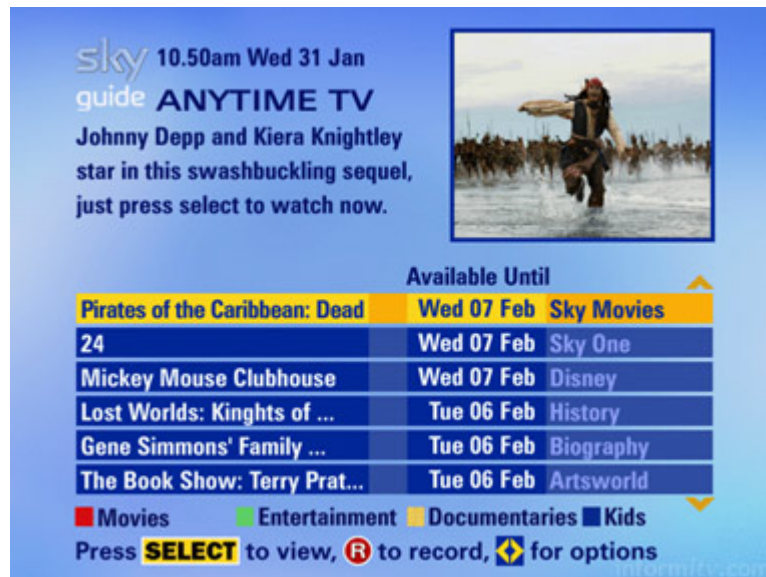 sky 10.50am Wed 31 Jan
guide ANYTIME TV
Johnny Depp and Kiera Knightley
star in this swashbuckling sequel,
just press select to watch now.
Available Until
Pirates of the Caribbean: Dead Wed 07 Feb Sky Movies
24 Wed 07 Feb Sky One
Mickey Mouse Clubhouse Wed 07 Feb Disney
Lost Worlds: Kinghts of ... Tue 06 Feb History
Gene Simmons' Family ... Tue 06 Feb Biography
The Book Show: Terry Prat... Tue 06 Feb Artsworld
Movies Entertainment Documentaries Kids
Press SELECT to view, R to record, for options
informitv.com